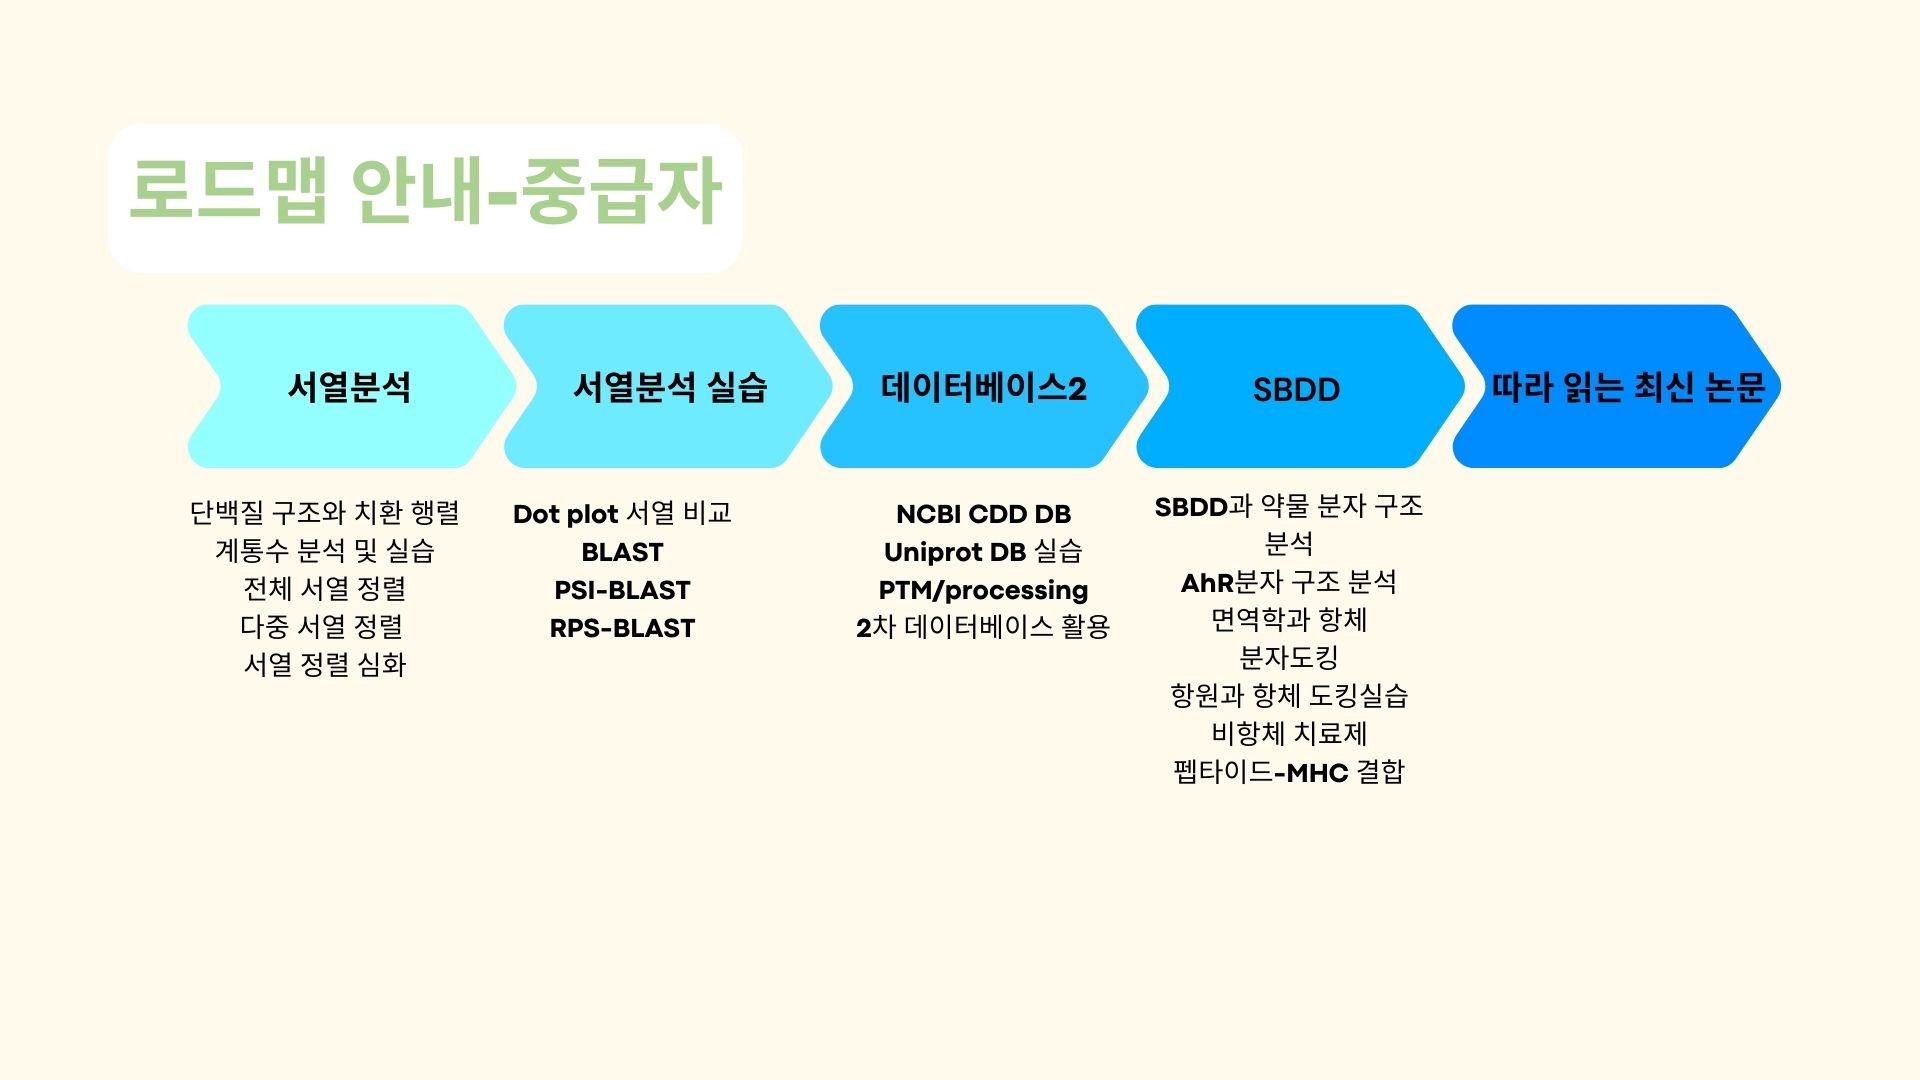 로드맵 안내-중급자
서열분석
서열분석 실습
데이터베이스2
SBDD
따라 읽는 최신 논문
단백질 구조와 치환 행렬
계통수 분석 및 실습
전체 서열 정렬
다중 서열 정렬
서열 정렬 심화
Dot plot 서열 비교
BLAST
PSI-BLAST
RPS-BLAST
NCBI CDD DB
Uniprot DB 실습
PTM/processing
2차 데이터베이스 활용
SBDD과 약물 분자 구조
분석
AhR분자 구조 분석
면역학과 항체
분자도킹
항원과 항체 도킹실습
비항체 치료제
펩타이드-MHC 결합